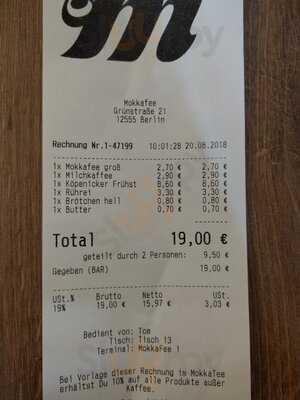 m
Mokkafee
Grünstraße 21
12555 Berlin
Rechnung Nr.1-47199 10:01:28 20.08.2018
1x Mokkafee groß 2,70 € 2,70 €
1x Milchkaffee 2,90 € 2,90 €
1x Köpenicker Frühst 8,60 € 8,60 €
1x Rührei 3,30 € 3,30 €
1x Brötchen hell 0,80 € 0,80 €
1x Butter 0,70 € 0,70 €
Total 19,00 €
geteilt durch 2 Personen: 9,50 €
Gegeben (BAR) 19,00 €
USt.% Brutto Netto USt.
19% 19,00 € 15,97 € 3,03 €
Bedient von: Tom
Tisch: Tisch 13
Terminal: MokkaFee 1
Bei Vorlage dieser Rechnung im MokkaTee
erhältst Du 10% auf alle Produkte außer
Kaffee.